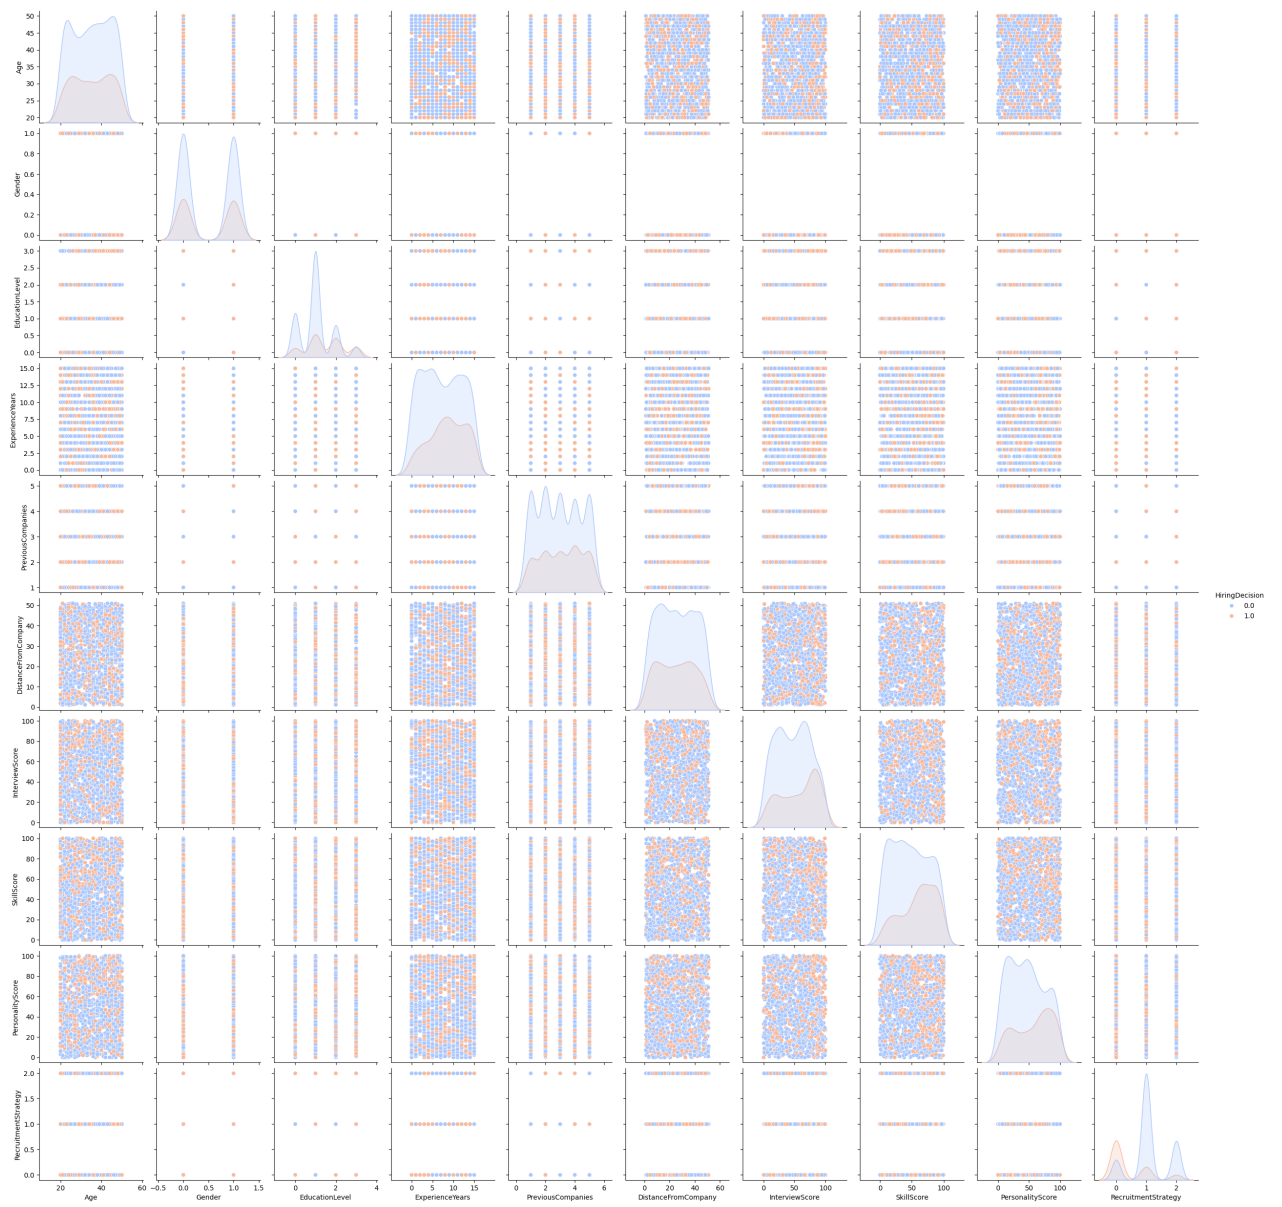 50
45
40
35
30
25
20
Age
1.0
0.8
0.6
0.4
0.2
0.0
Gender
3.0
2.5
2.0
1.5
1.0
0.5
0.0
EducationLevel
15.0
12.5
10.0
7.5
5.0
2.5
0.0
ExperienceYears
5
4
3
2
1
PreviousCompanies
50
40
30
20
10
0
DistanceFromCompany
HiringDecision
0.0
1.0
100
80
60
40
20
0
InterviewScore
100
80
60
40
20
0
SkillScore
100
80
60
40
20
0
PersonalityScore
2.0
1.5
1.0
0.5
0.0
RecruitmentStrategy
20 40 60
Age
−0.5 0.0 0.5 1.0 1.5
Gender
0 2 4
EducationLevel
0 5 10 15
ExperienceYears
0 2 4 6
PreviousCompanies
0 20 40 60
DistanceFromCompany
0 50 100
InterviewScore
0 50 100
SkillScore
0 50 100
PersonalityScore
0 1 2
RecruitmentStrategy